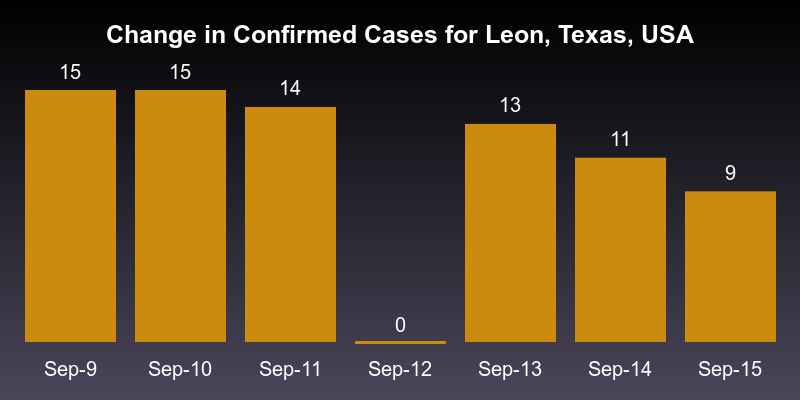 Change in Confirmed Cases for Leon, Texas, USA
15 15 14 0 13 11 9
Sep-9 Sep-10 Sep-11 Sep-12 Sep-13 Sep-14 Sep-15